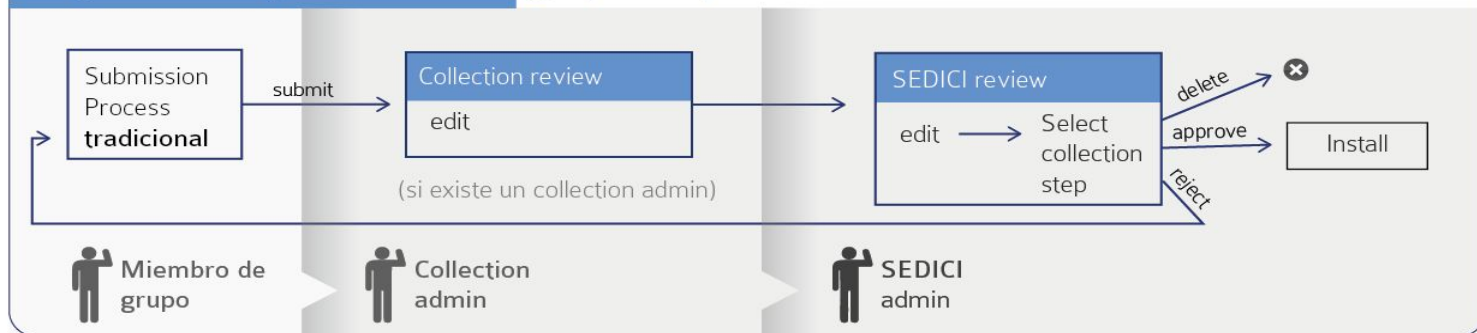 Submission
Process
tradicional
submit
Collection review
edit
(si existe un collection admin)
SEDICI review
edit
Select
collection
step
delete
approve
reject
Install
Miembro de
grupo
Collection
admin
SEDICI
admin